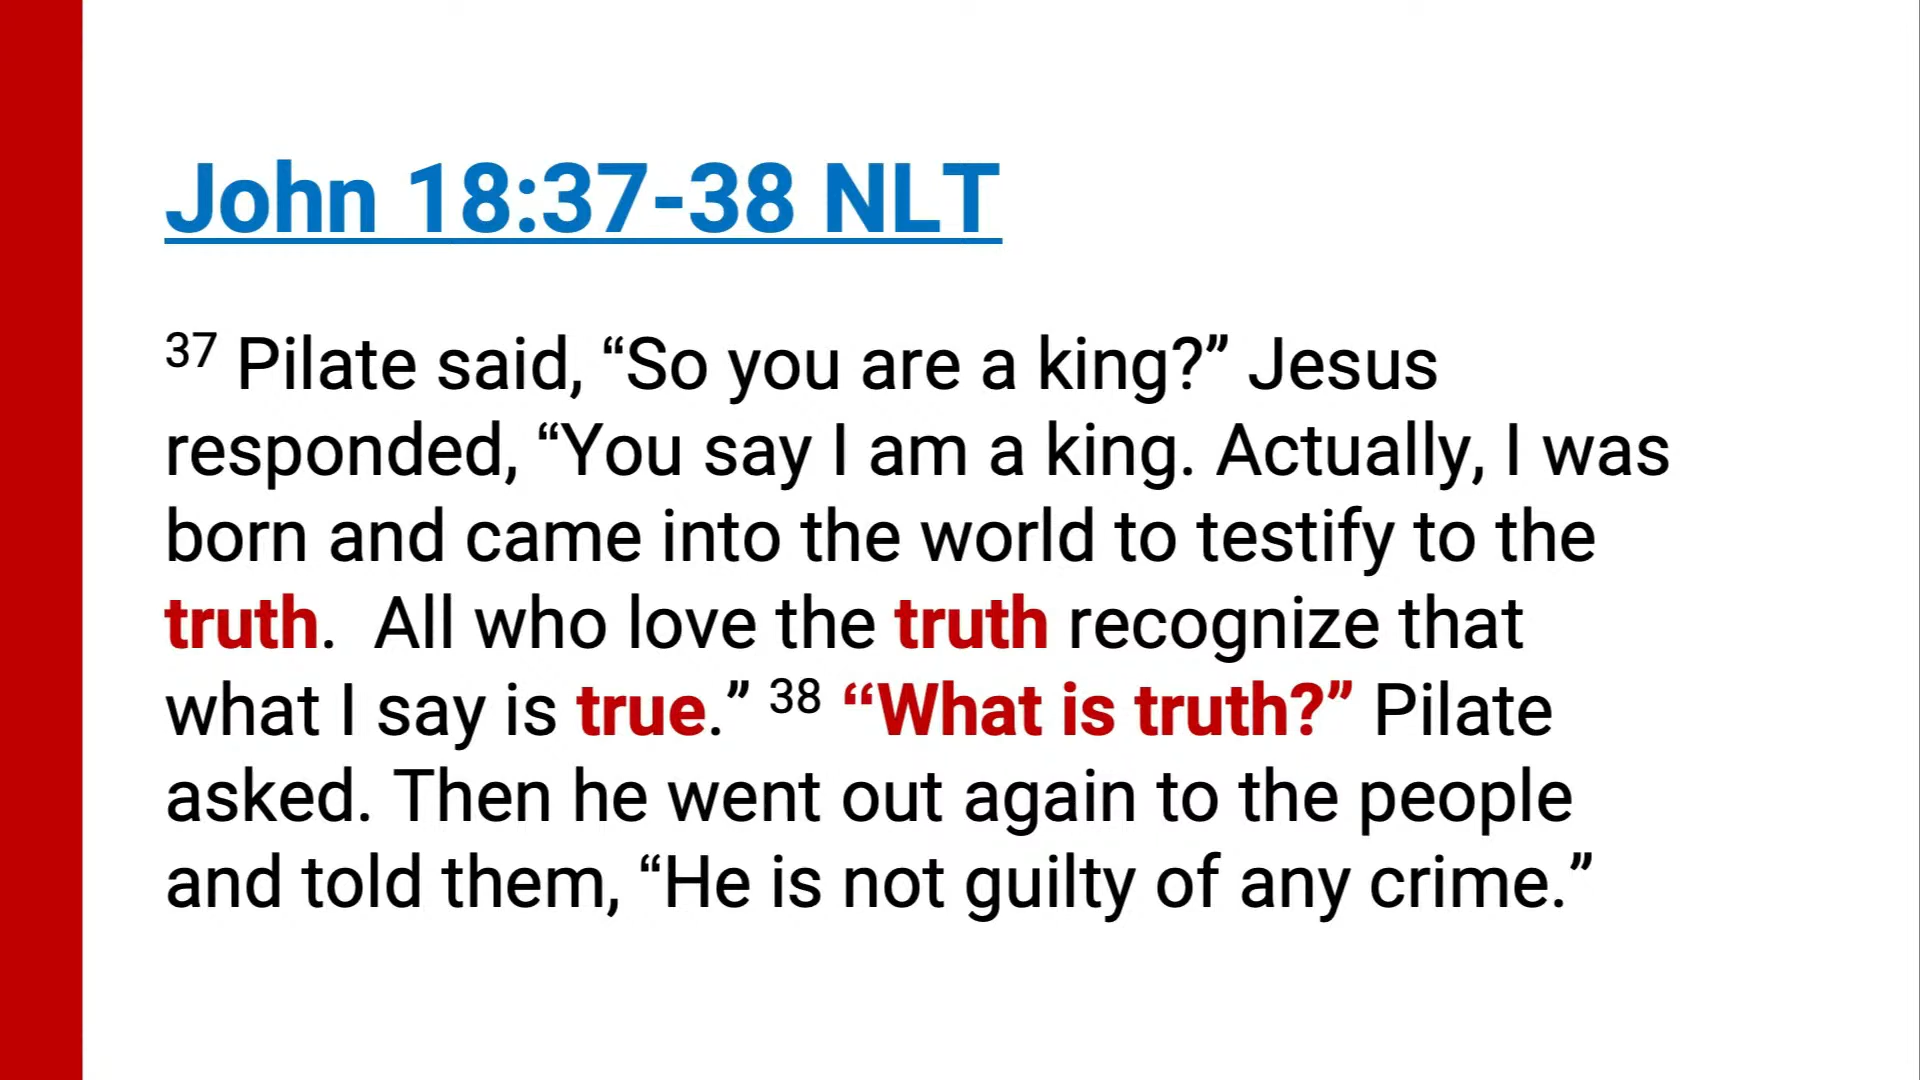 John 18:37-38 NLT
37 Pilate said, “So you are a king?” Jesus
responded, “You say I am a king. Actually, I was
born and came into the world to testify to the
truth.  All who love the truth recognize that
what I say is true.” 38 “What is truth?” Pilate
asked. Then he went out again to the people
and told them, “He is not guilty of any crime.”